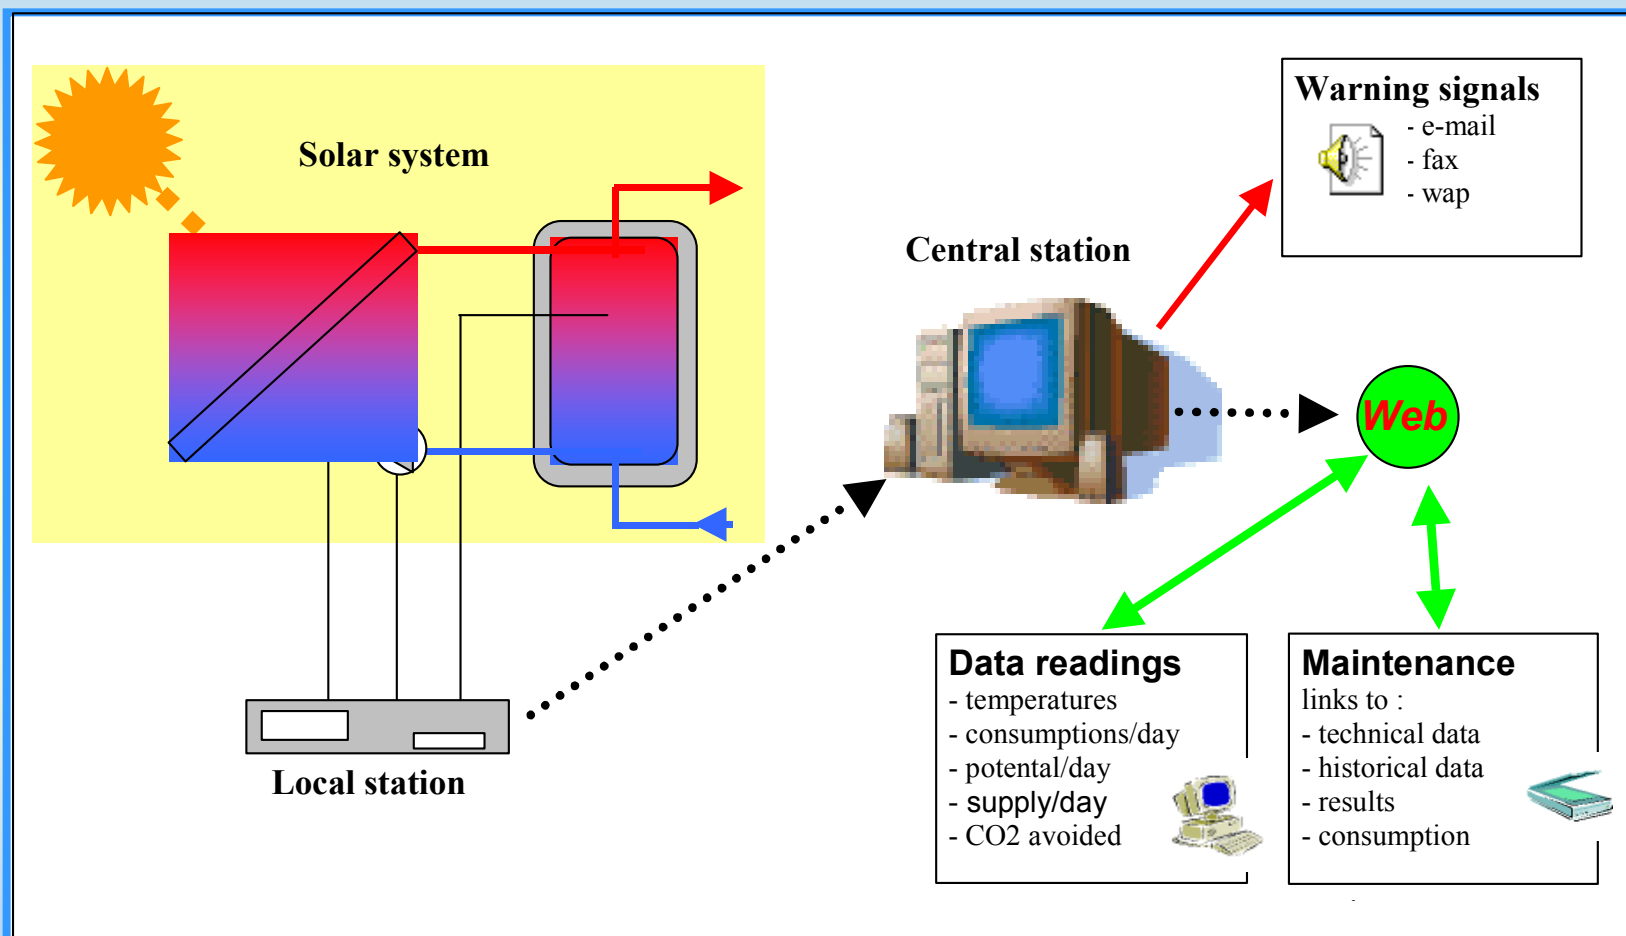 Solar system
Local station
Central station
Warning signals
- e-mail
- fax
- wap
Web
Data readings
- temperatures
- consumptions/day
- potental/day
- supply/day
- CO2 avoided
Maintenance
links to :
- technical data
- historical data
- results
- consumption